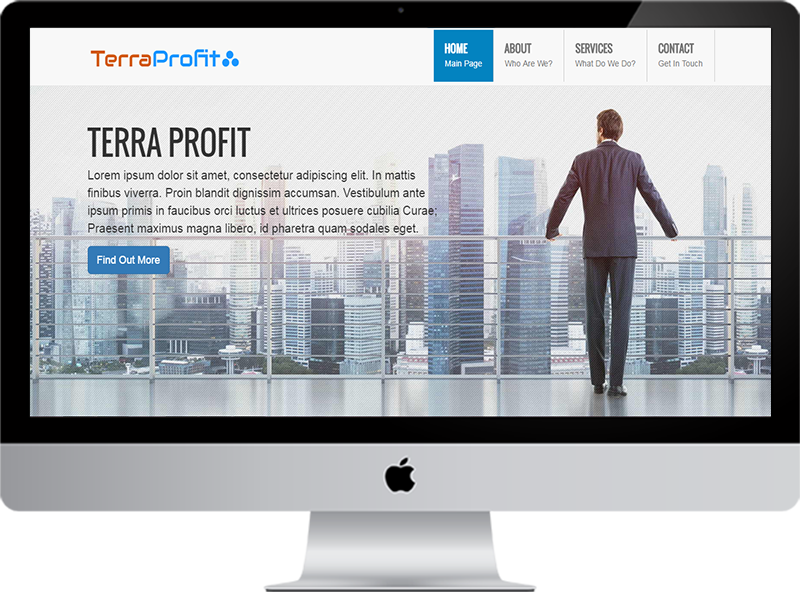 TerraProfit
HOME
Main Page
ABOUT
Who Are We?
SERVICES
What Do We Do?
CONTACT
Get In Touch
TERRA PROFIT
Lorem ipsum dolor sit amet, consectetur adipiscing elit. In mattis
finibus viverra. Proin blandit dignissim accumsan. Vestibulum ante
ipsum primis in faucibus orci luctus et ultrices posuere cubilia Curae;
Praesent maximus magna libero, id pharetra quam sodales eget.
Find Out More